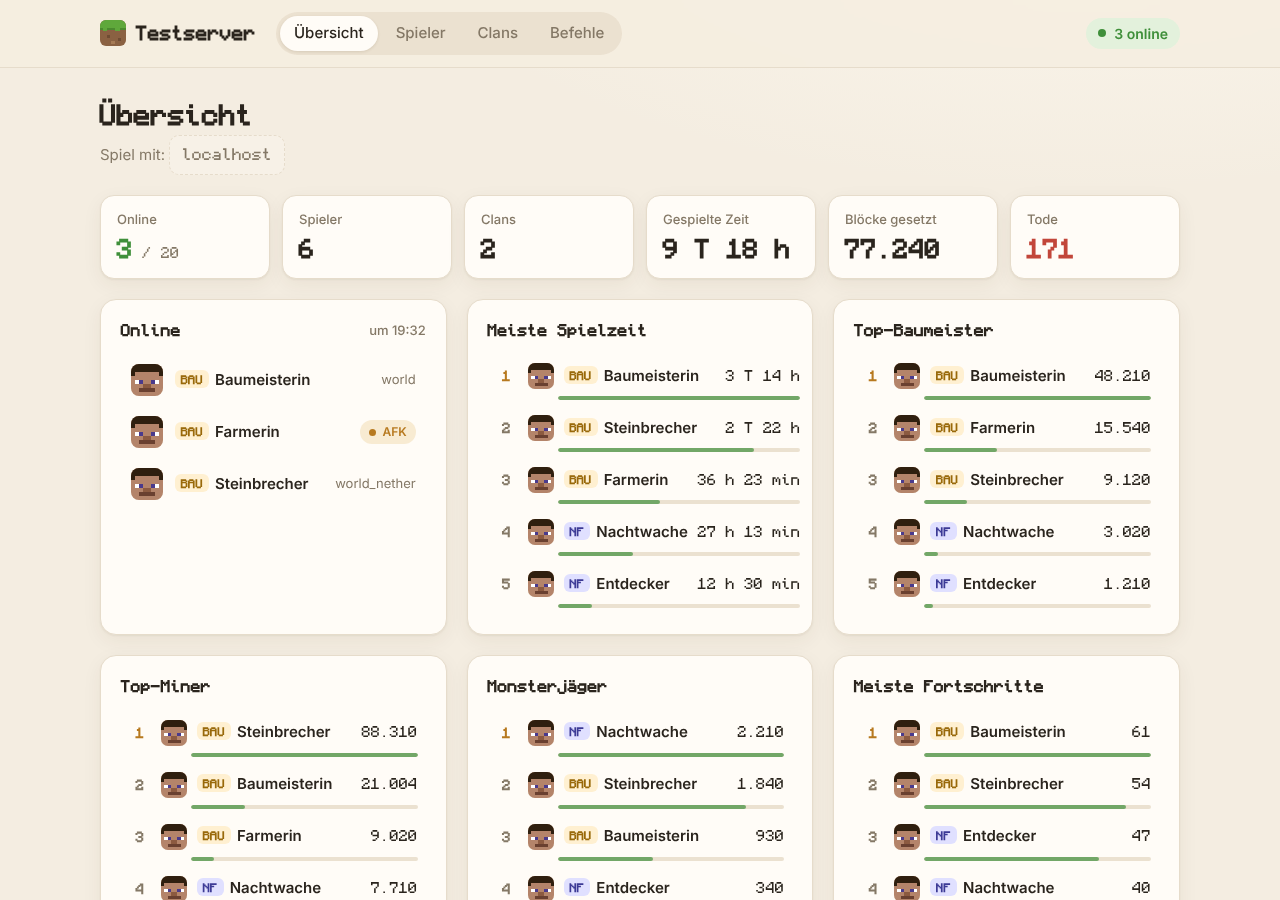 Testserver Übersicht Spieler Clans Befehle 3 online
Übersicht
Spiel mit: localhost
Online Spieler Clans Gespielte Zeit Blöcke gesetzt Tode
3 / 20 6 2 9 T 18 h 77.240 171
Online um 19:32
BAU Baumeisterin world
BAU Farmerin AFK
BAU Steinbrecher world_nether
Meiste Spielzeit
1 BAU Baumeisterin 3 T 14 h
2 BAU Steinbrecher 2 T 22 h
3 BAU Farmerin 36 h 23 min
4 NF Nachtwache 27 h 13 min
5 NF Entdecker 12 h 30 min
Top-Baumeister
1 BAU Baumeisterin 48.210
2 BAU Farmerin 15.540
3 BAU Steinbrecher 9.120
4 NF Nachtwache 3.020
5 NF Entdecker 1.210
Top-Miner
1 BAU Steinbrecher 88.310
2 BAU Baumeisterin 21.004
3 BAU Farmerin 9.020
4 NF Nachtwache 7.710
Monsterjäger
1 NF Nachtwache 2.210
2 BAU Steinbrecher 1.840
3 BAU Baumeisterin 930
4 NF Entdecker 340
Meiste Fortschritte
1 BAU Baumeisterin 61
2 BAU Steinbrecher 54
3 NF Entdecker 47
4 NF Nachtwache 40